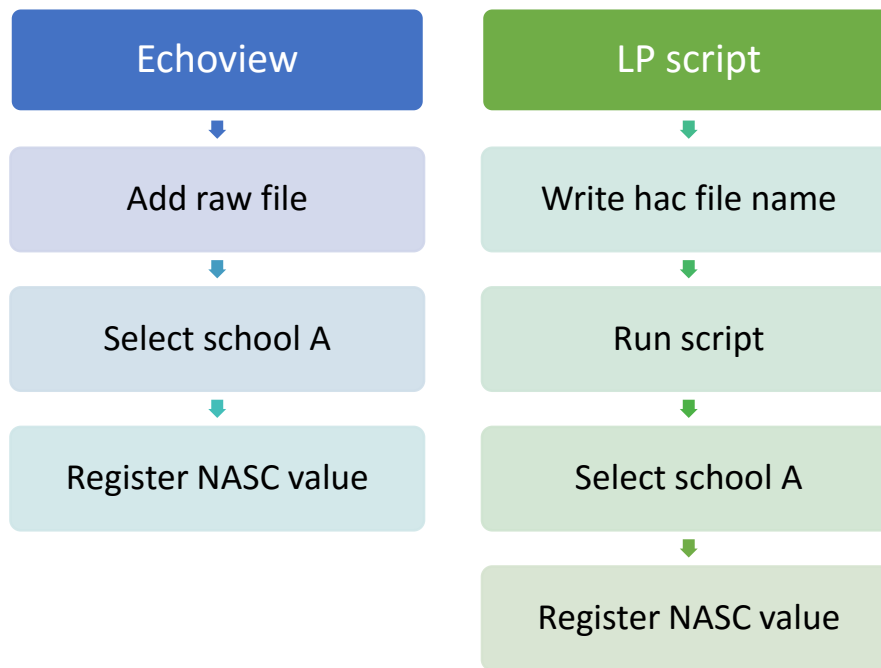 Echoview
Add raw file
Select school A
Register NASC value
LP script
Write hac file name
Run script
Select school A
Register NASC value